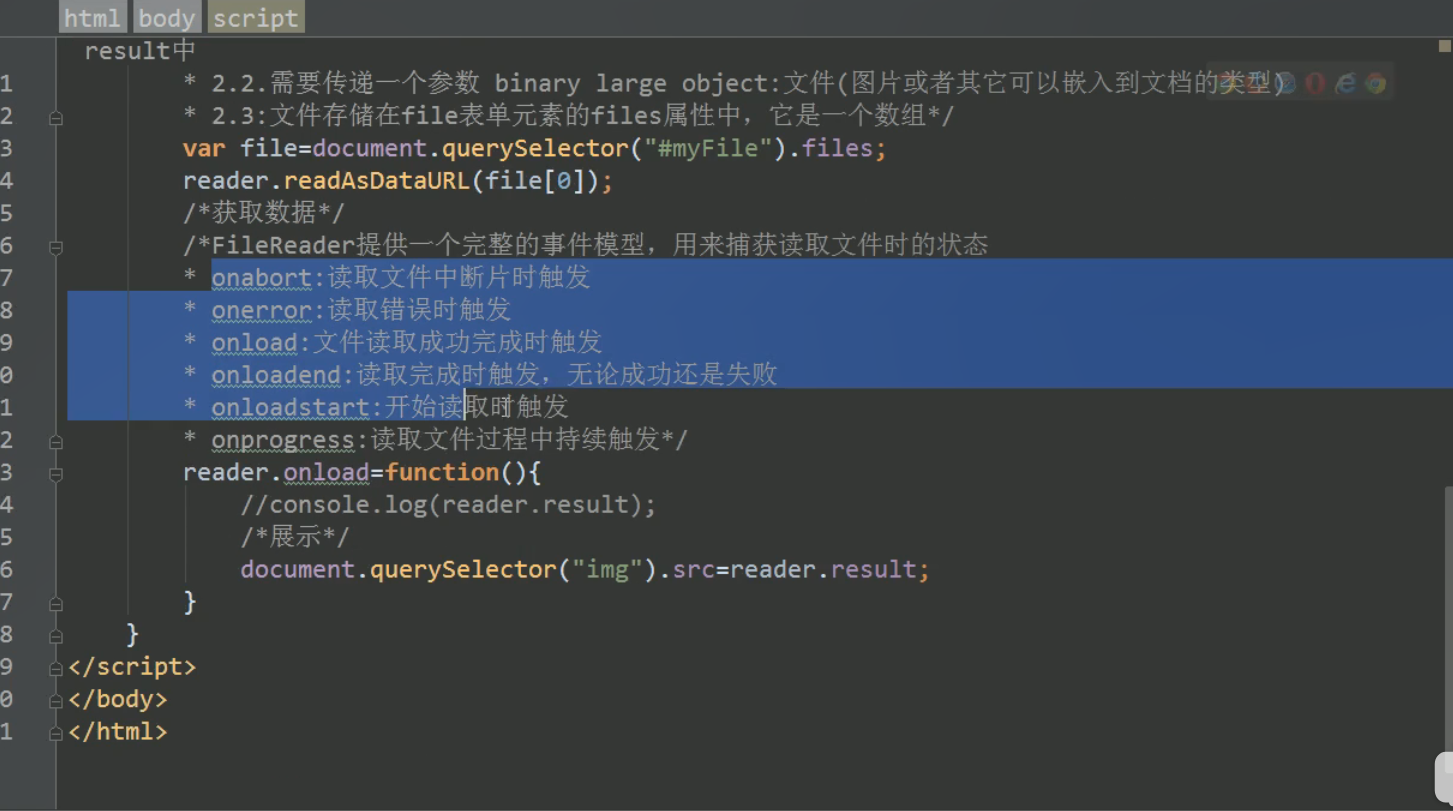 html body script
result中
1 * 2.2.需要传递一个参数 binary large object:文件(图片或者其它可以嵌入到文档的类型)
2 * 2.3:文件存储在file表单元素的files属性中，它是一个数组*/
3 var file=document.querySelector("#myFile").files;
4 reader.readAsDataURL(file[0]);
5 /*获取数据*/
6 /*FileReader提供一个完整的事件模型，用来捕获读取文件时的状态
7 * onabort:读取文件中断片时触发
8 * onerror:读取错误时触发
9 * onload:文件读取成功完成时触发
0 * onloadend:读取完成时触发，无论成功还是失败
1 * onloadstart:开始读取时触发
2 * onprogress:读取文件过程中持续触发*/
3 reader.onload=function(){
4 //console.log(reader.result);
5 /*展示*/
6 document.querySelector("img").src=reader.result;
7 }
8 }
9 </script>
0 </body>
1 </html>